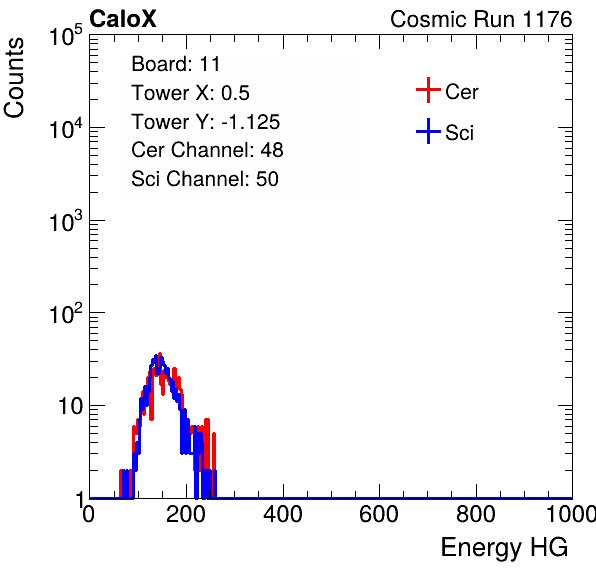 CaloX Cosmic Run 1176
Counts
10^5
10^4
10^3
10^2
10
1
Board: 11
Tower X: 0.5
Tower Y: -1.125
Cer Channel: 48
Sci Channel: 50
Cer
Sci
0 200 400 600 800 1000
Energy HG